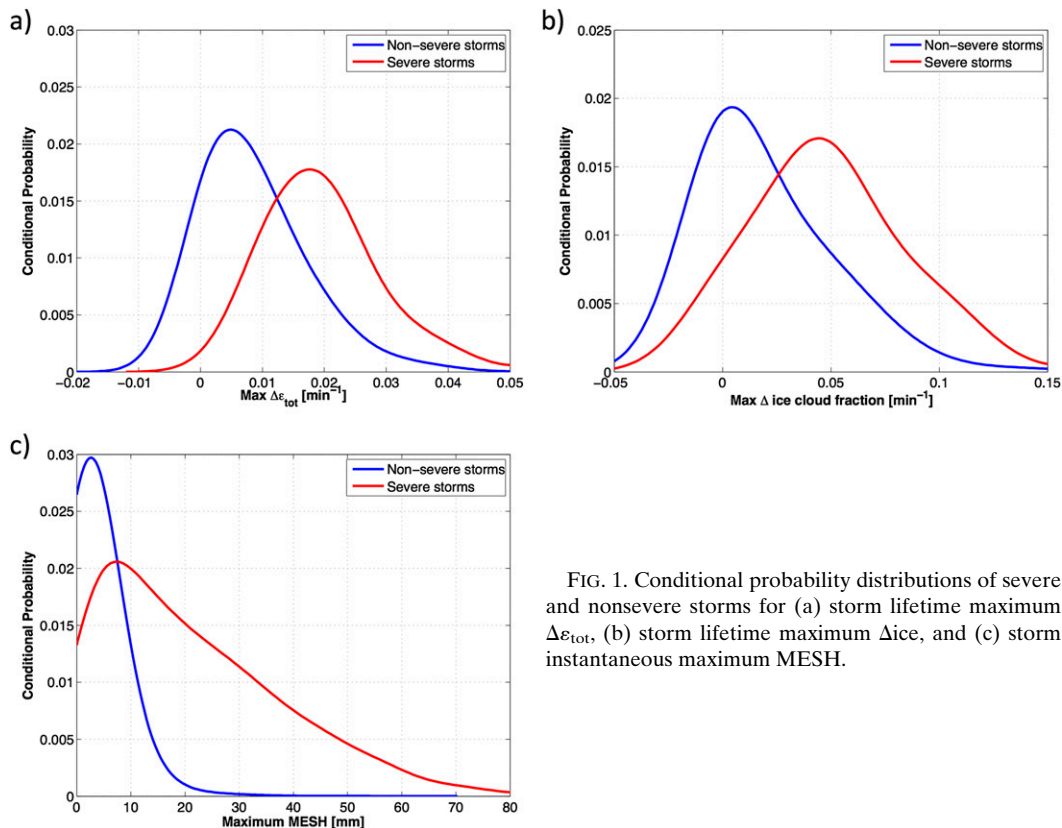 a)
0.03
0.025
0.02
0.015
0.01
0.005
0
Conditional Probability
Non-severe storms
Severe storms
−0.02 −0.01 0 0.01 0.02 0.03 0.04 0.05
Max Δε_tot [min⁻¹]
b)
0.025
0.02
0.015
0.01
0.005
0
Conditional Probability
Non-severe storms
Severe storms
−0.05 0 0.05 0.1 0.15
Max Δ ice cloud fraction [min⁻¹]
c)
0.03
0.025
0.02
0.015
0.01
0.005
0
Conditional Probability
Non-severe storms
Severe storms
0 10 20 30 40 50 60 70 80
Maximum MESH [mm]
FIG. 1. Conditional probability distributions of severe
and nonsevere storms for (a) storm lifetime maximum
Δε_tot, (b) storm lifetime maximum Δice, and (c) storm
instantaneous maximum MESH.